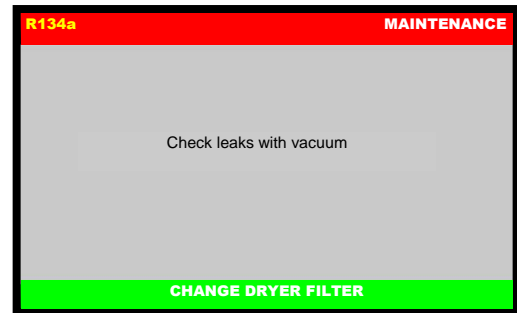 R134a MAINTENANCE
Check leaks with vacuum
CHANGE DRYER FILTER